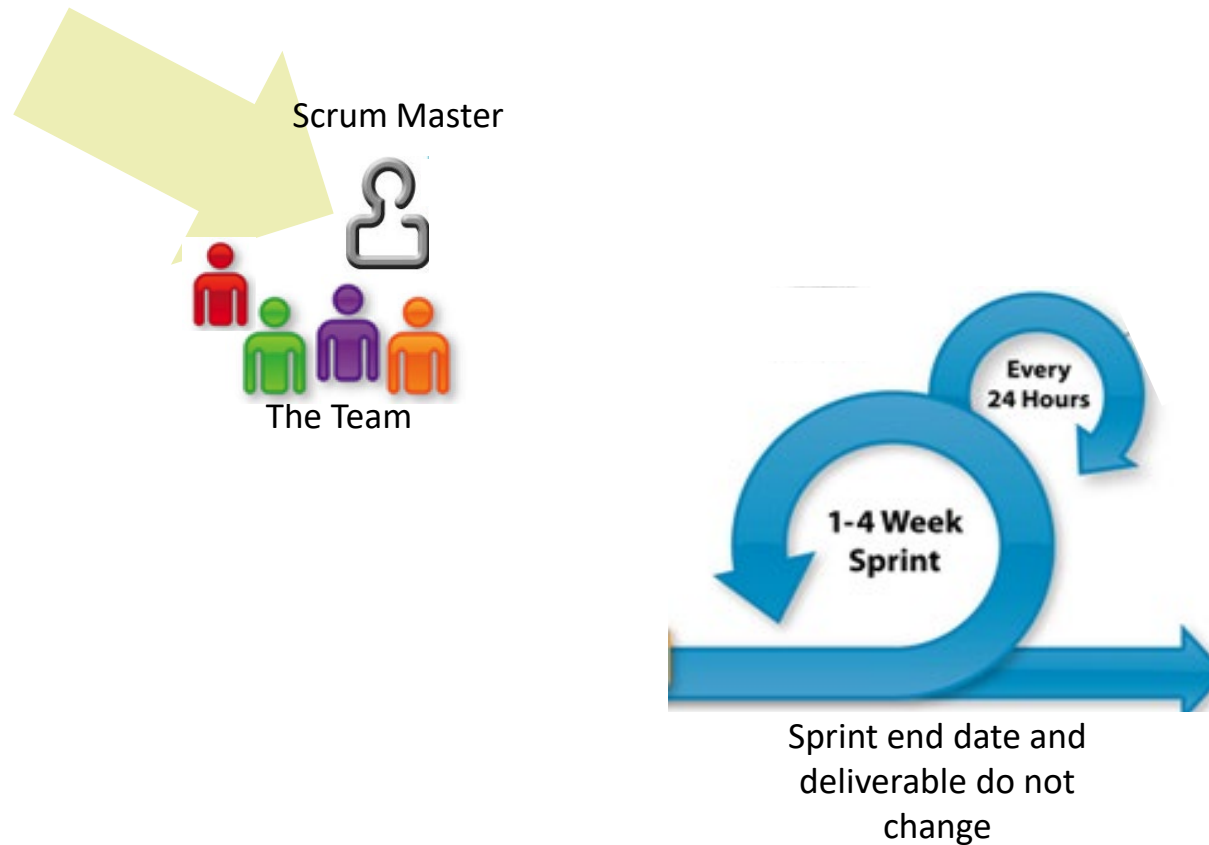 Scrum Master
The Team
Every
24 Hours
1-4 Week
Sprint
Sprint end date and
deliverable do not
change